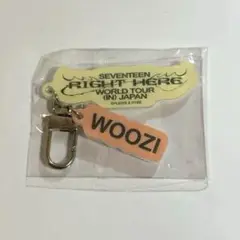 SEVENTEEN
RIGHT HERE
WORLD TOUR
(IN) JAPAN
WOOZI